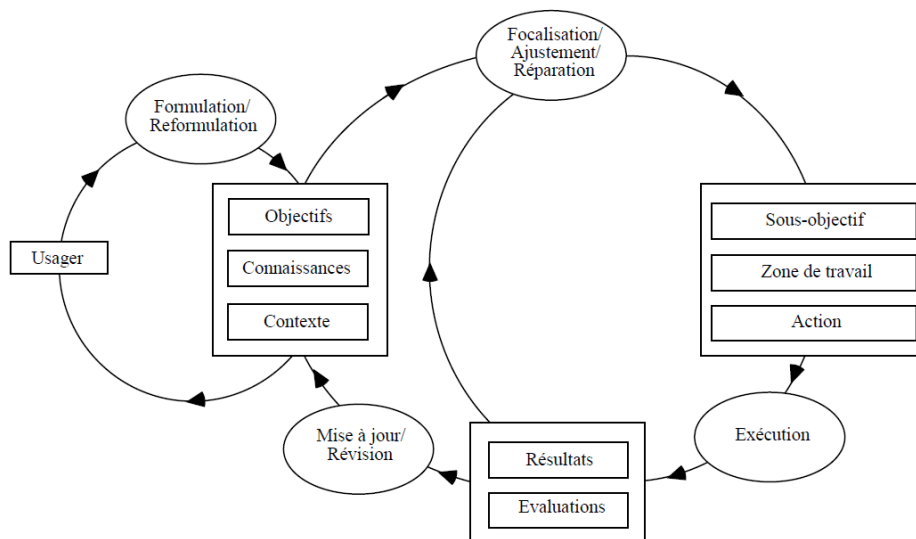 Focalisation/
Ajustement/
Réparation
Formulation/
Reformulation
Objectifs
Connaissances
Contexte
Usager
Sous-objectif
Zone de travail
Action
Mise à jour/
Révision
Résultats
Evaluations
Exécution